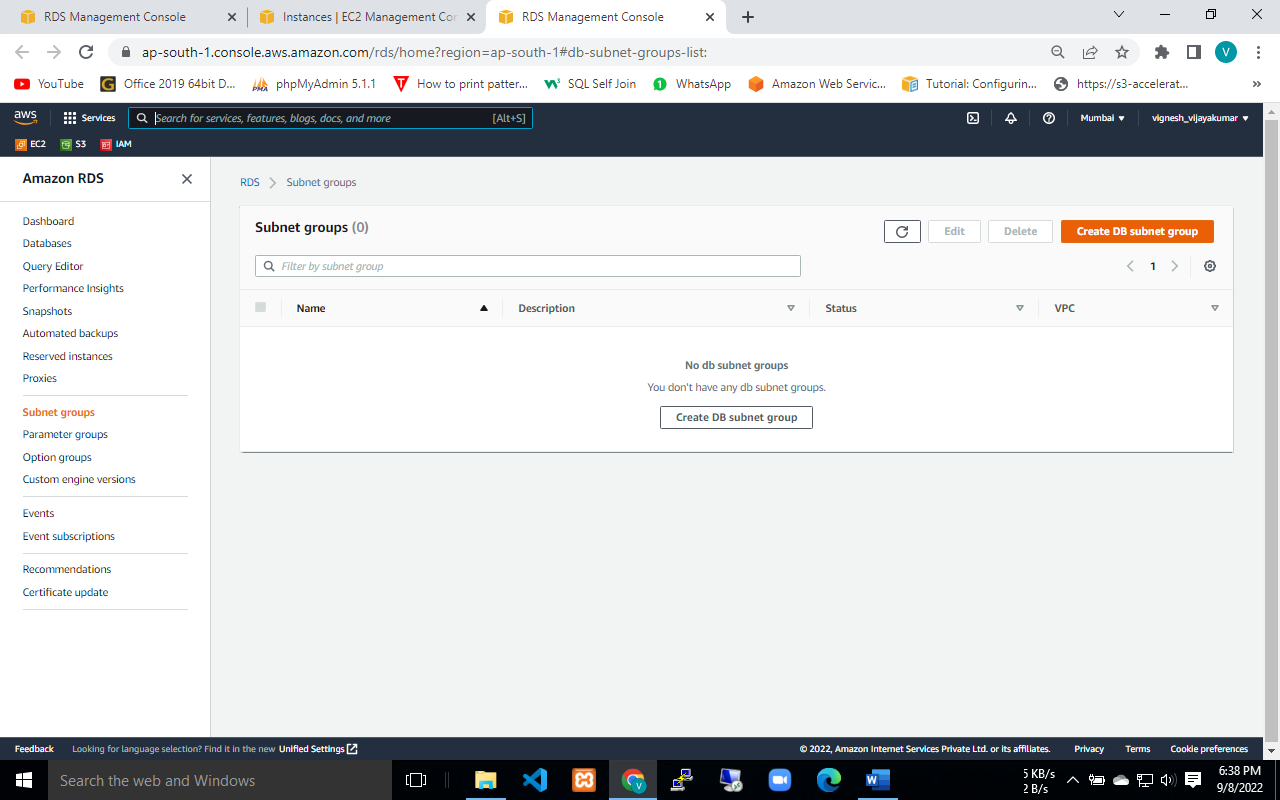 RDS Management Console
Instances | EC2 Management Con
RDS Management Console
ap-south-1.console.aws.amazon.com/rds/home?region=ap-south-1#db-subnet-groups-list:
V
YouTube
Office 2019 64bit D...
phpMyAdmin 5.1.1
How to print patter...
SQL Self Join
WhatsApp
Amazon Web Servic...
Tutorial: Configurin...
https://s3-accelerat...
aws
Services
Search for services, features, blogs, docs, and more
[Alt+S]
Mumbai
vignesh_vijayakumar
EC2
S3
IAM
Amazon RDS
Dashboard
Databases
Query Editor
Performance Insights
Snapshots
Automated backups
Reserved instances
Proxies
Subnet groups
Parameter groups
Option groups
Custom engine versions
Events
Event subscriptions
Recommendations
Certificate update
RDS
Subnet groups
Subnet groups (0)
Edit
Delete
Create DB subnet group
Filter by subnet group
1
Name
Description
Status
VPC
No db subnet groups
You don't have any db subnet groups.
Create DB subnet group
Feedback
Looking for language selection? Find it in the new Unified Settings
© 2022, Amazon Internet Services Private Ltd. or its affiliates.
Privacy
Terms
Cookie preferences
Search the web and Windows
5 KB/s
2 B/s
6:38 PM
9/8/2022